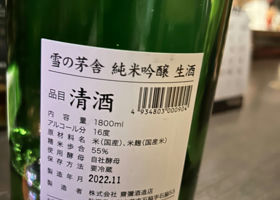 雪の茅舎 純米吟醸 生酒
品目 清酒
4934803000904
内容量 1800ml
アルコール分 16度
原材料名 米(国産)、米麹(国産米)
精米歩合 55%
使用酵母 自社酵母
保存方法 要冷蔵
製造年月 2022.11
製造者 株式会社 齋彌酒造店